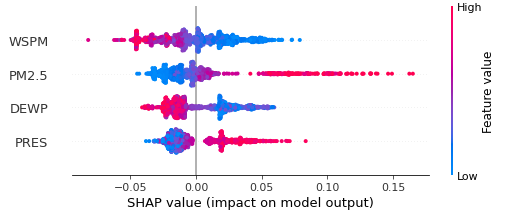 High
WSPM
PM2.5
DEWP
PRES
Feature value
Low
−0.05 0.00 0.05 0.10 0.15
SHAP value (impact on model output)